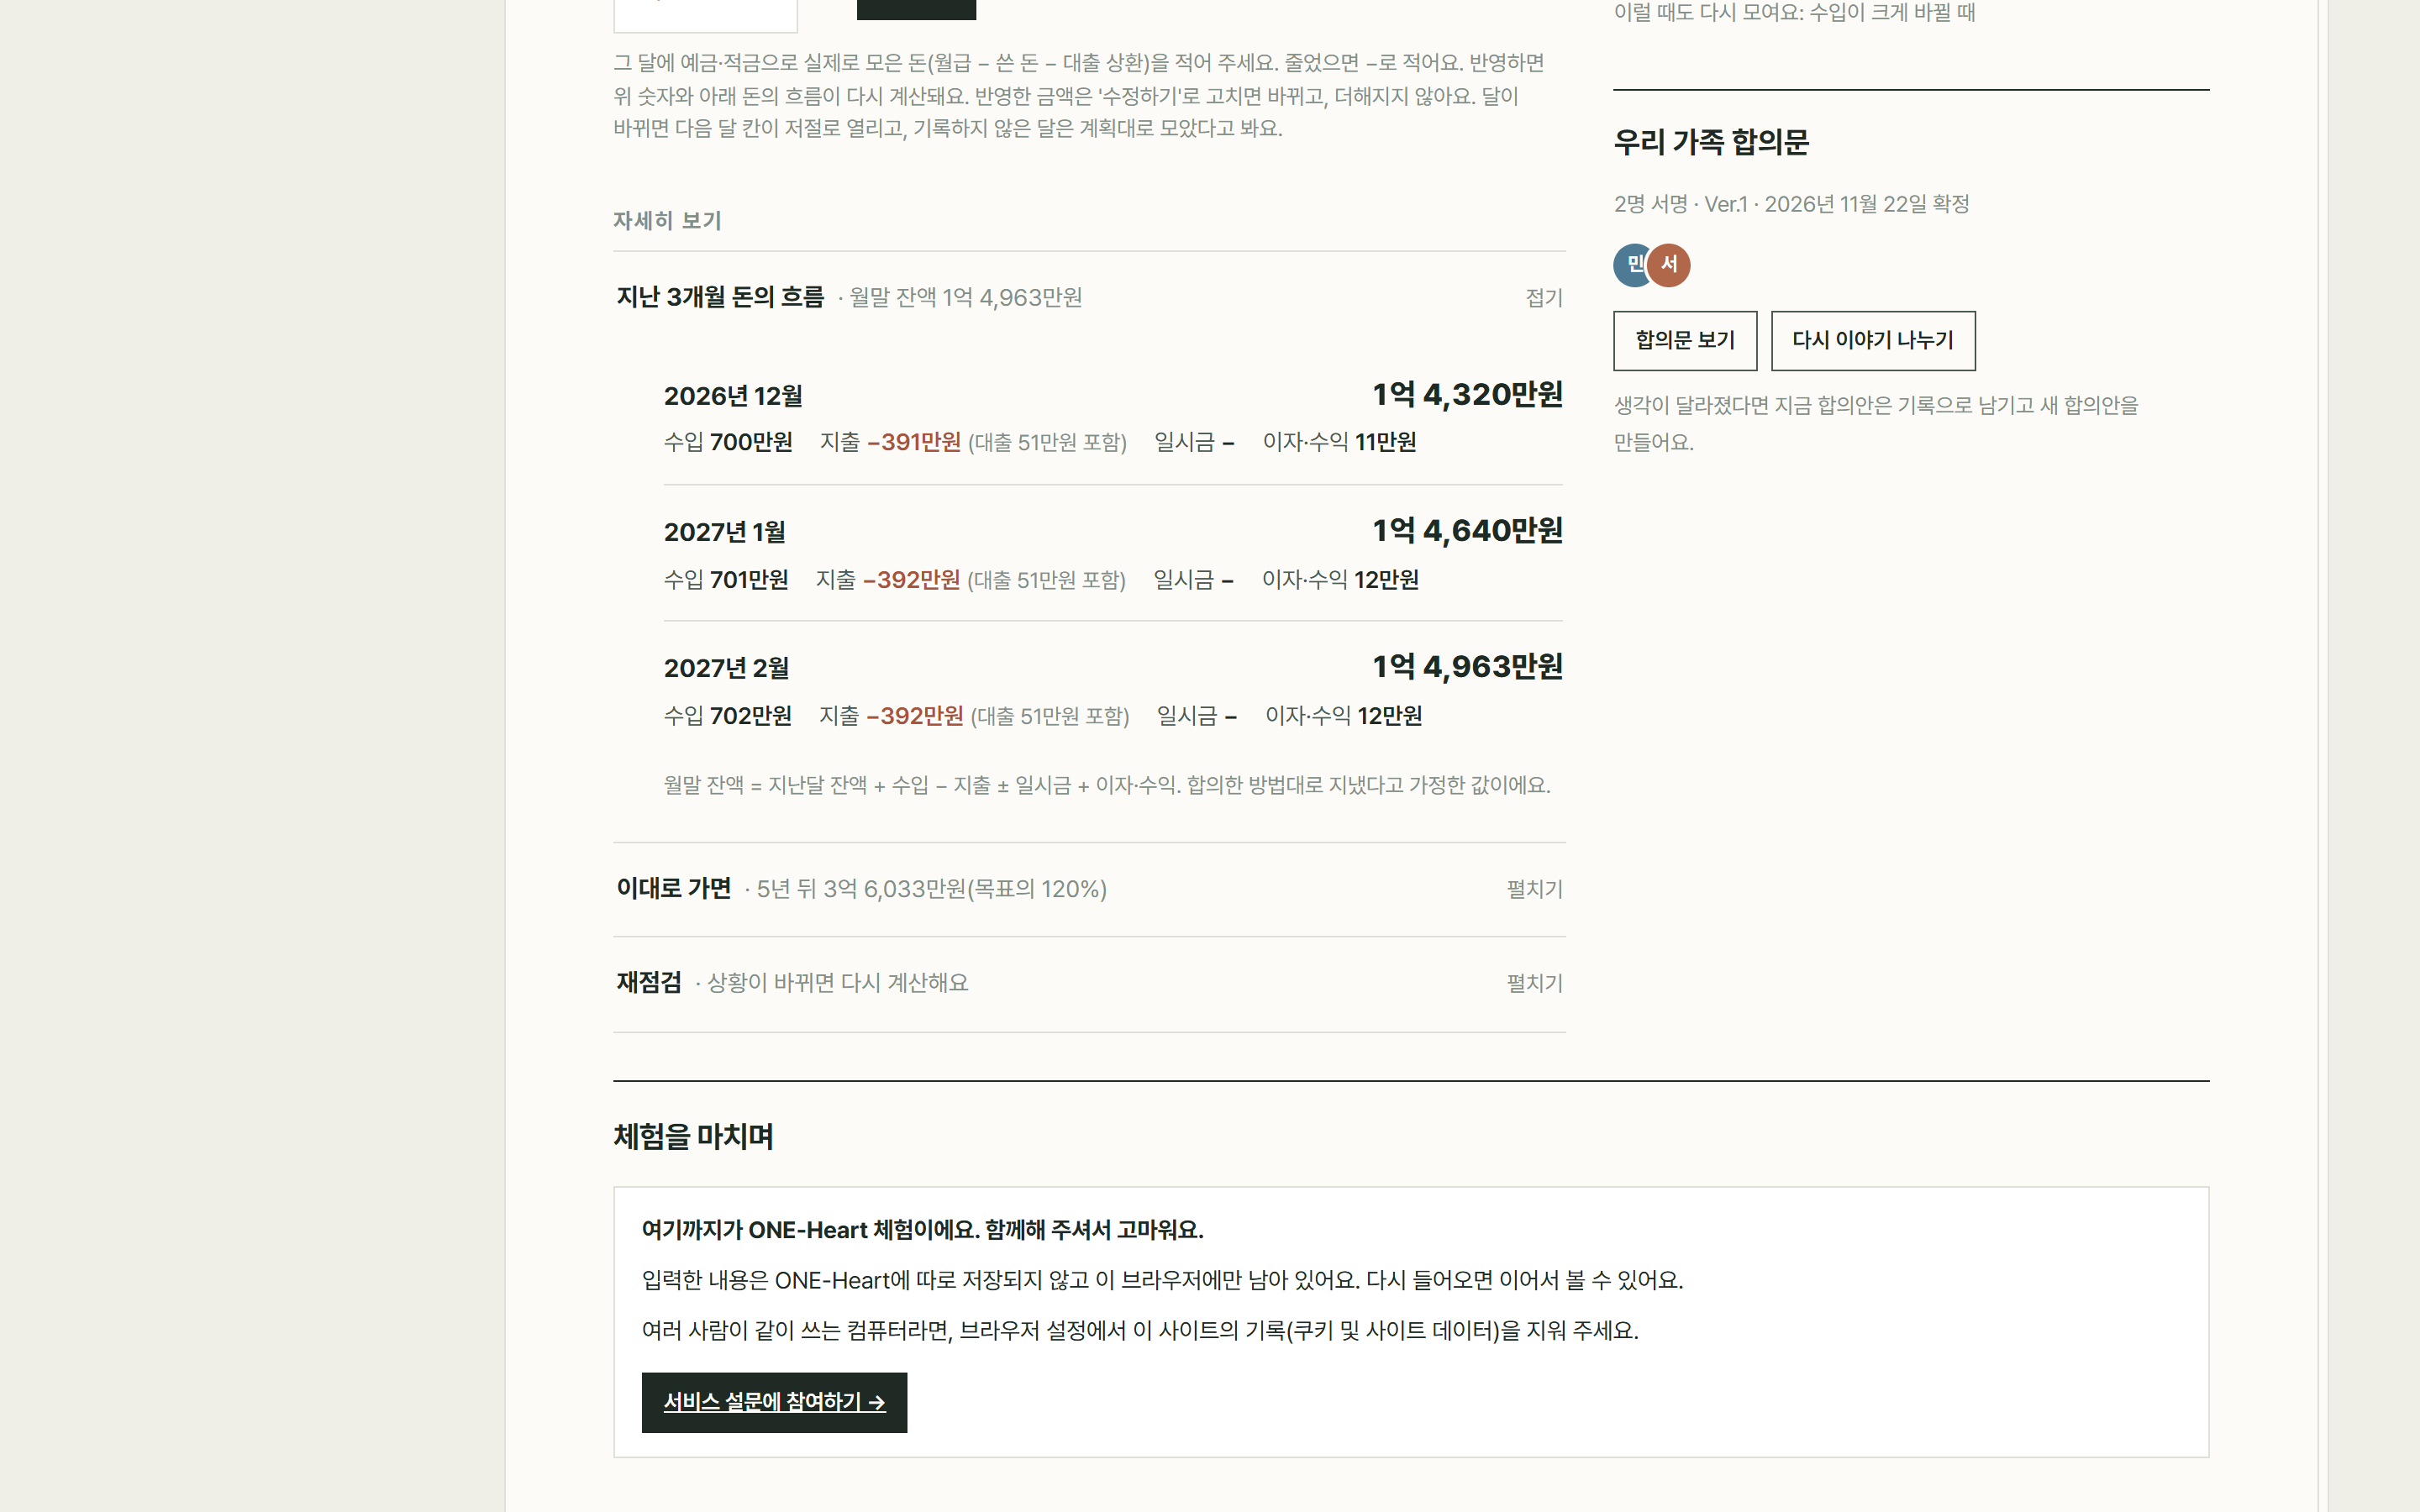 그 달에 예금·적금으로 실제로 모은 돈(월급 − 쓴 돈 − 대출 상환)을 적어 주세요. 줄었으면 −로 적어요. 반영하면
위 숫자와 아래 돈의 흐름이 다시 계산돼요. 반영한 금액은 '수정하기'로 고치면 바뀌고, 더해지지 않아요. 달이
바뀌면 다음 달 칸이 저절로 열리고, 기록하지 않은 달은 계획대로 모았다고 봐요.
자세히 보기
지난 3개월 돈의 흐름 · 월말 잔액 1억 4,963만원 접기
2026년 12월 1억 4,320만원
수입 700만원 지출 −391만원 (대출 51만원 포함) 일시금 – 이자·수익 11만원
2027년 1월 1억 4,640만원
수입 701만원 지출 −392만원 (대출 51만원 포함) 일시금 – 이자·수익 12만원
2027년 2월 1억 4,963만원
수입 702만원 지출 −392만원 (대출 51만원 포함) 일시금 – 이자·수익 12만원
월말 잔액 = 지난달 잔액 + 수입 − 지출 ± 일시금 + 이자·수익. 합의한 방법대로 지냈다고 가정한 값이에요.
이대로 가면 · 5년 뒤 3억 6,033만원(목표의 120%) 펼치기
재점검 · 상황이 바뀌면 다시 계산해요 펼치기
이럴 때도 다시 모여요: 수입이 크게 바뀔 때
우리 가족 합의문
2명 서명 · Ver.1 · 2026년 11월 22일 확정
민 서
합의문 보기 다시 이야기 나누기
생각이 달라졌다면 지금 합의안은 기록으로 남기고 새 합의안을
만들어요.
체험을 마치며
여기까지가 ONE-Heart 체험이에요. 함께해 주셔서 고마워요.
입력한 내용은 ONE-Heart에 따로 저장되지 않고 이 브라우저에만 남아 있어요. 다시 들어오면 이어서 볼 수 있어요.
여러 사람이 같이 쓰는 컴퓨터라면, 브라우저 설정에서 이 사이트의 기록(쿠키 및 사이트 데이터)을 지워 주세요.
서비스 설문에 참여하기 →